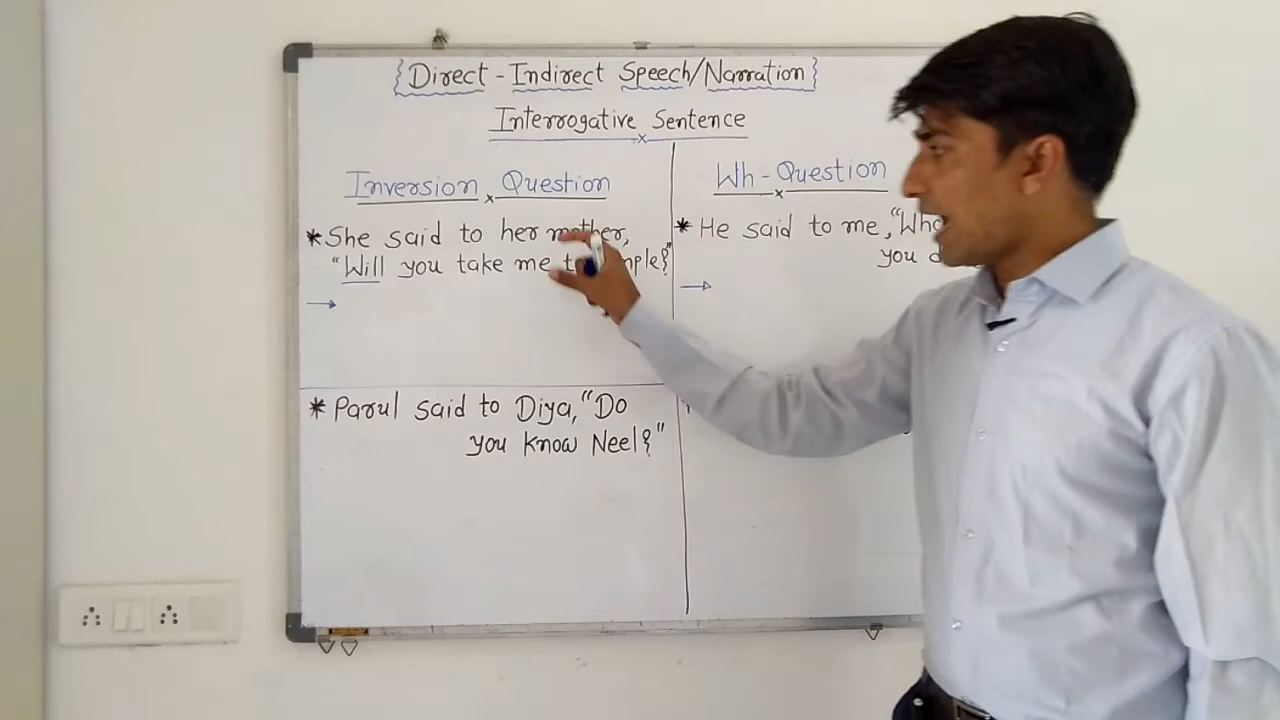 {Direct - Indirect Speech/Narration}
Interrogative Sentence
Inversion Question
*She said to her mother,
"Will you take me
→
*Parul said to Diya, "Do
you know Neel?"
Wh - Question
* He said to me,
you
→